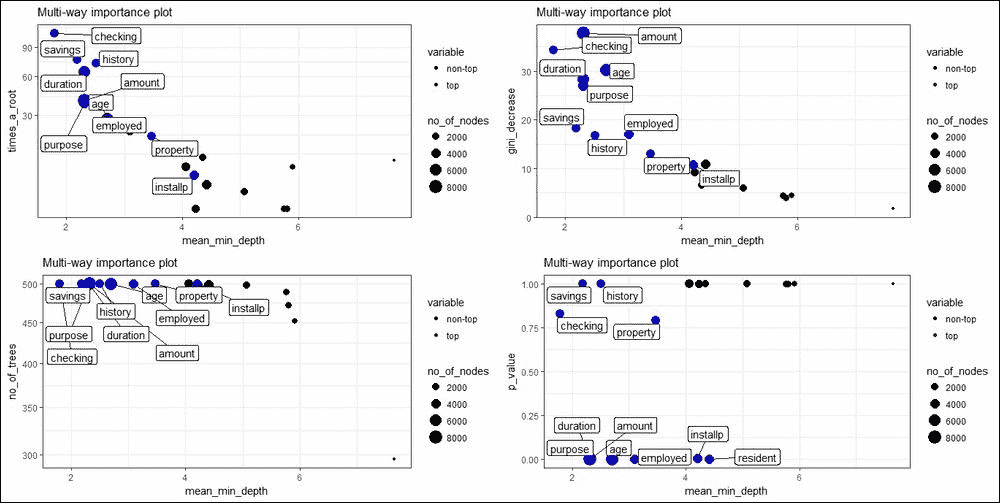 Multi-way importance plot
checking
savings
history
duration
amount
age
employed
purpose
property
installp
times_a_root
90
60
30
2
4
6
mean_min_depth
variable
non-top
top
no_of_nodes
2000
4000
6000
8000
Multi-way importance plot
amount
checking
duration
age
purpose
savings
employed
history
property
installp
gini_decrease
30
20
10
0
2
4
6
mean_min_depth
variable
non-top
top
no_of_nodes
2000
4000
6000
8000
Multi-way importance plot
savings
age
property
history
installp
employed
purpose
duration
checking
amount
no_of_trees
500
450
400
350
300
2
4
6
mean_min_depth
variable
non-top
top
no_of_nodes
2000
4000
6000
8000
Multi-way importance plot
savings
history
checking
property
duration
amount
installp
purpose
age
employed
resident
p_value
1.00
0.75
0.50
0.25
0.00
2
4
6
mean_min_depth
variable
non-top
top
no_of_nodes
2000
4000
6000
8000